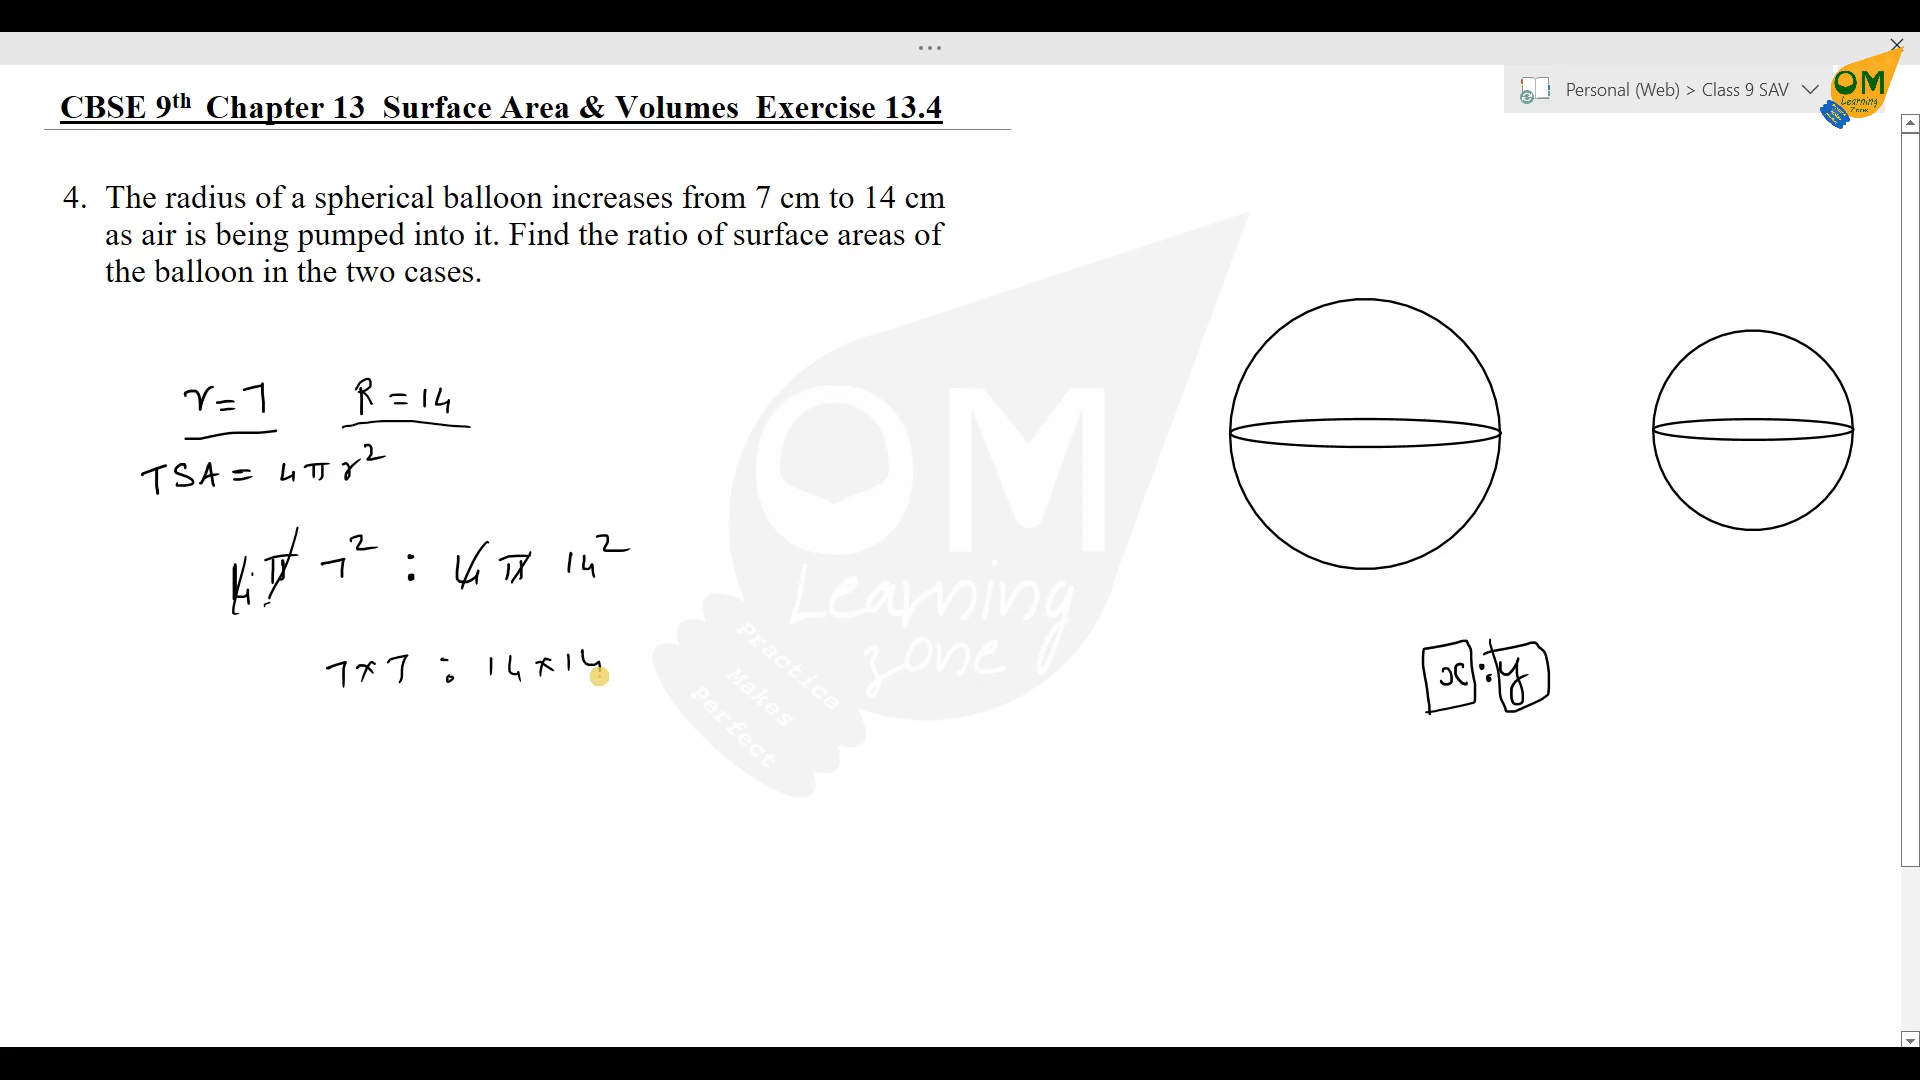 ...
Personal (Web) > Class 9 SAV
OM
Learning
Zone
CBSE 9th Chapter 13 Surface Area & Volumes Exercise 13.4
4. The radius of a spherical balloon increases from 7 cm to 14 cm
as air is being pumped into it. Find the ratio of surface areas of
the balloon in the two cases.
r=7 R=14
TSA = 4πr²
4π 7² : 4π 14²
7×7 : 14×14
x:y
OM
Learning
zone
Practice
Makes
Perfect